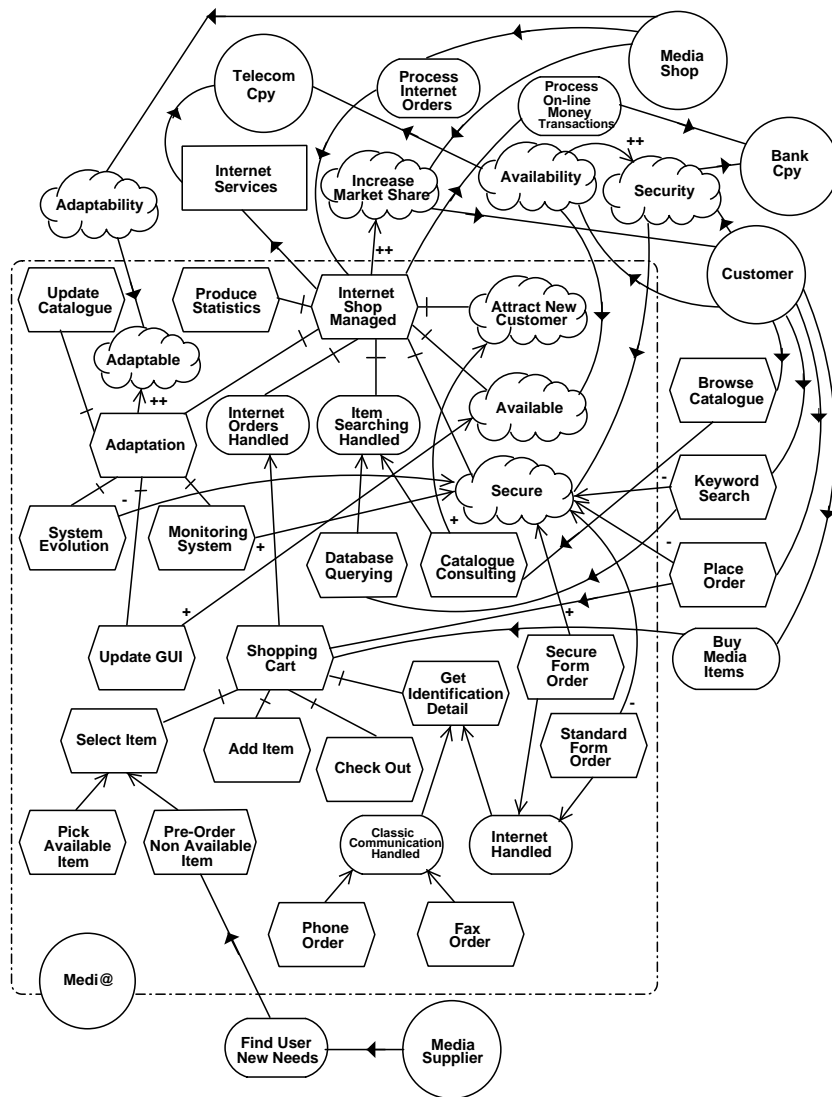 Media
Shop
Telecom
Cpy
Process
Internet
Orders
Process
On-line
Money
Transactions
++
Bank
Cpy
Internet
Services
Increase
Market Share
Availability
Security
Adaptability
++
Customer
Update
Catalogue
Produce
Statistics
Internet
Shop
Managed
Attract New
Customer
Adaptable
++
Browse
Catalogue
Internet
Orders
Handled
Item
Searching
Handled
Available
Adaptation
-
Secure
-
Keyword
Search
System
Evolution
Monitoring
System
+
+
Database
Querying
Catalogue
Consulting
-
Place
Order
+
+
Update GUI
Shopping
Cart
Secure
Form
Order
Buy
Media
Items
Get
Identification
Detail
-
Select Item
Add Item
Standard
Form
Order
Check Out
Pick
Available
Item
Pre-Order
Non Available
Item
Classic
Communication
Handled
Internet
Handled
Phone
Order
Fax
Order
Medi@
Find User
New Needs
Media
Supplier